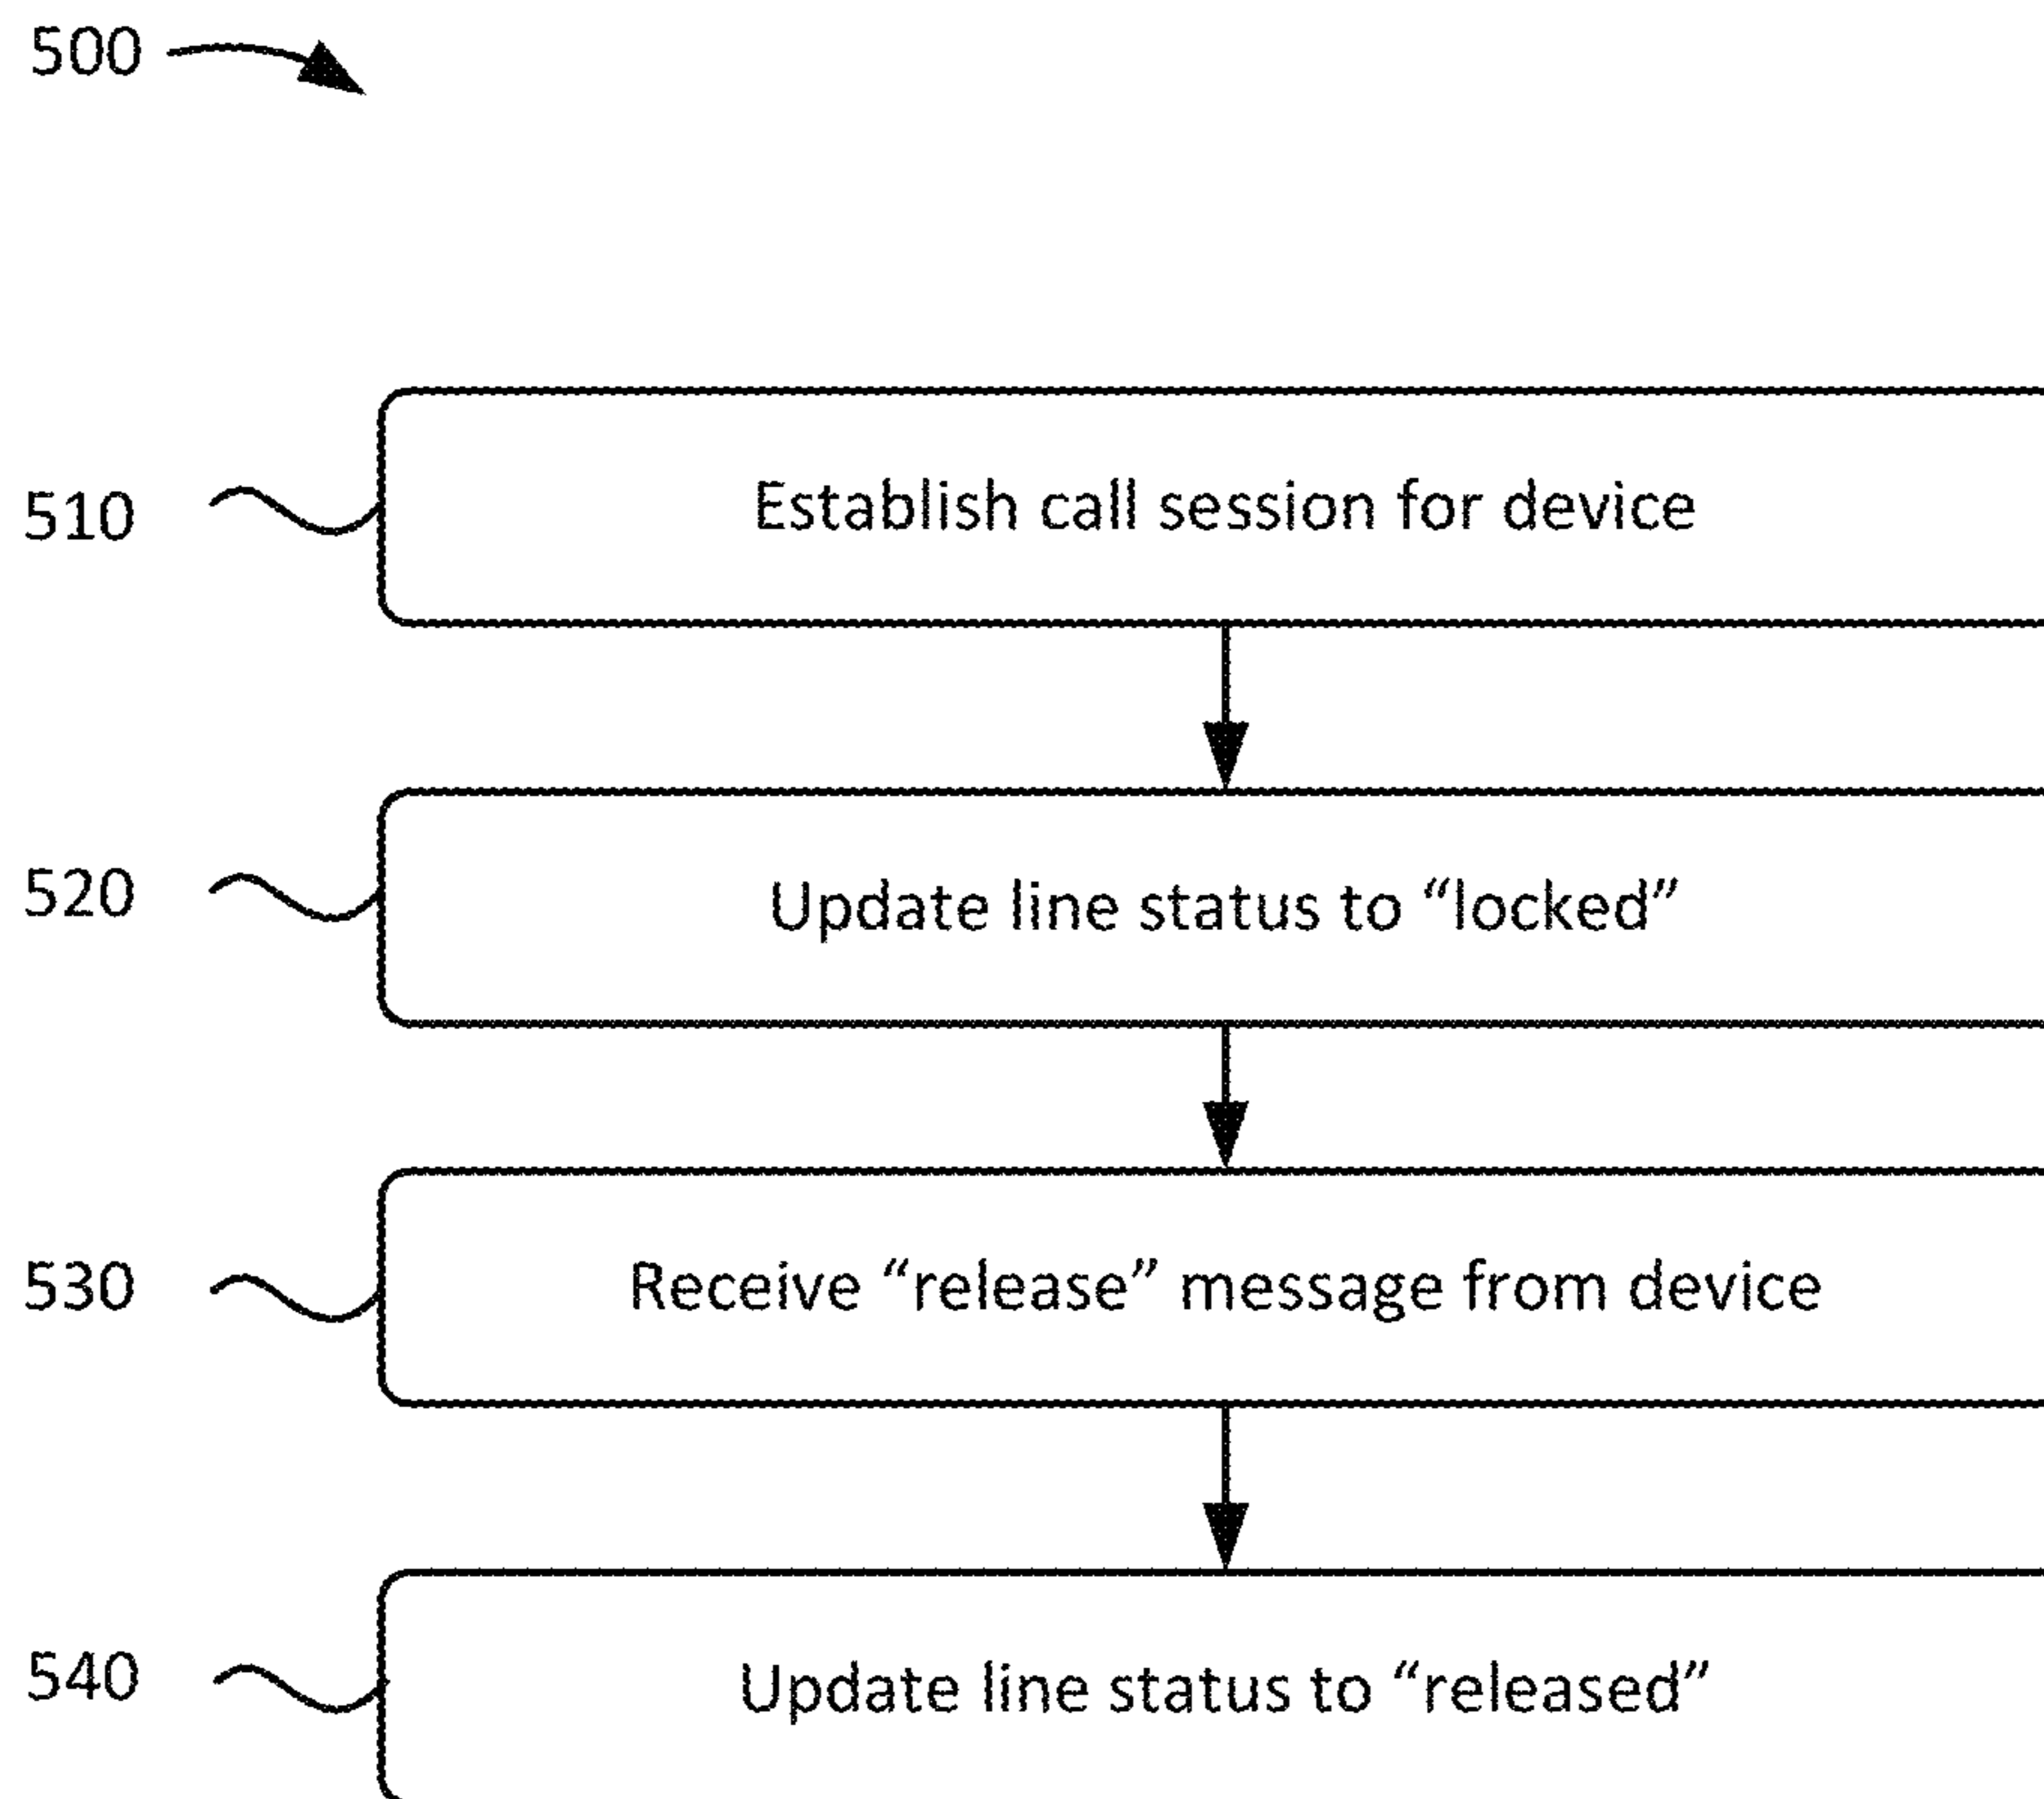 500
510
Establish call session for device
520
Update line status to “locked”
530
Receive “release” message from device
540
Update line status to “released”